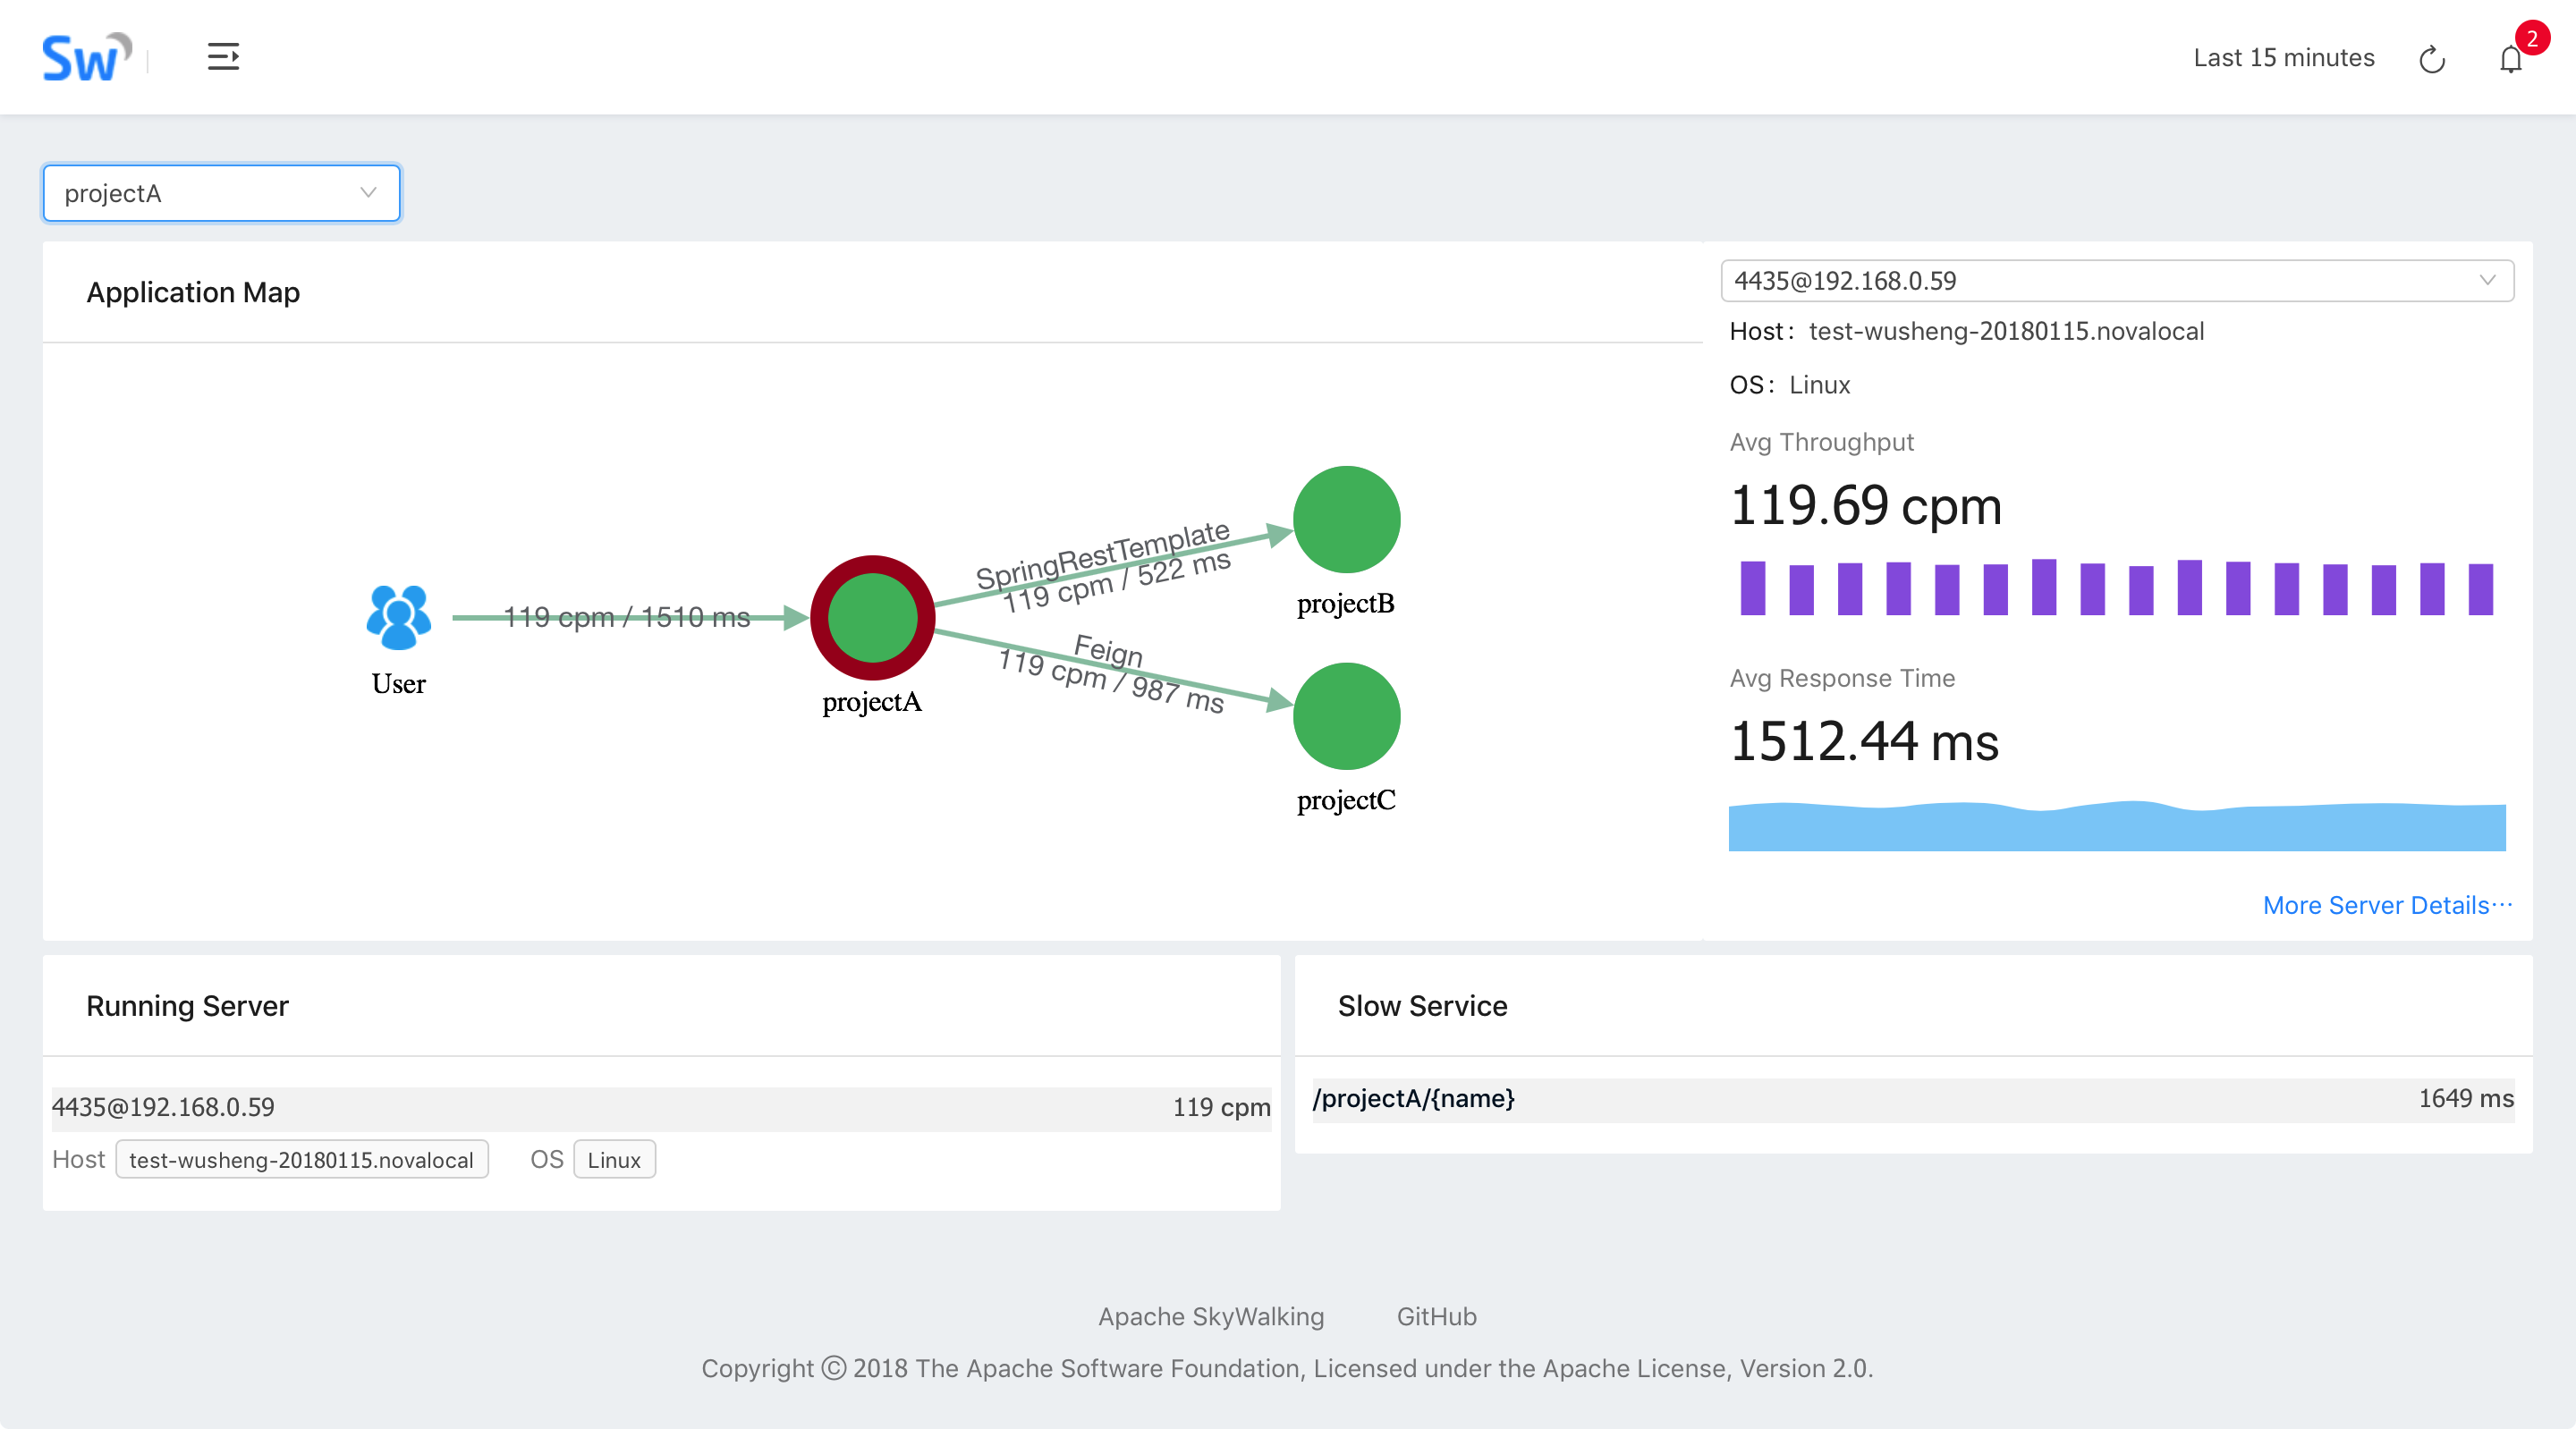 Sw
Last 15 minutes
2
projectA
Application Map
4435@192.168.0.59
Host: test-wusheng-20180115.novalocal
OS: Linux
Avg Throughput
119.69 cpm
Avg Response Time
1512.44 ms
More Server Details···
User
119 cpm / 1510 ms
projectA
SpringRestTemplate
119 cpm / 522 ms
projectB
Feign
119 cpm / 987 ms
projectC
Running Server
4435@192.168.0.59 119 cpm
Host test-wusheng-20180115.novalocal OS Linux
Slow Service
/projectA/{name} 1649 ms
Apache SkyWalking GitHub
Copyright © 2018 The Apache Software Foundation, Licensed under the Apache License, Version 2.0.